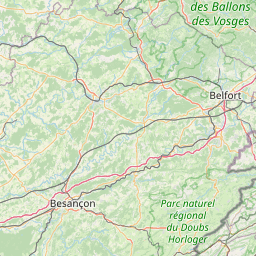 des Ballons
des Vosges
Belfort
Besançon
Parc naturel
régional
du Doubs
Horloger